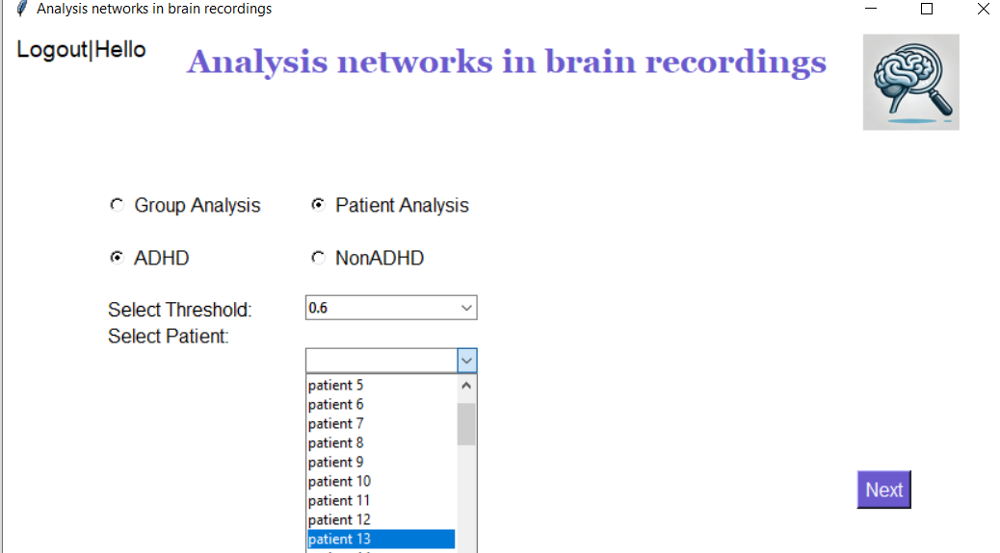 Analysis networks in brain recordings
Logout|Hello
Analysis networks in brain recordings
Group Analysis Patient Analysis
ADHD NonADHD
Select Threshold: 0.6
Select Patient:
patient 5
patient 6
patient 7
patient 8
patient 9
patient 10
patient 11
patient 12
patient 13
Next